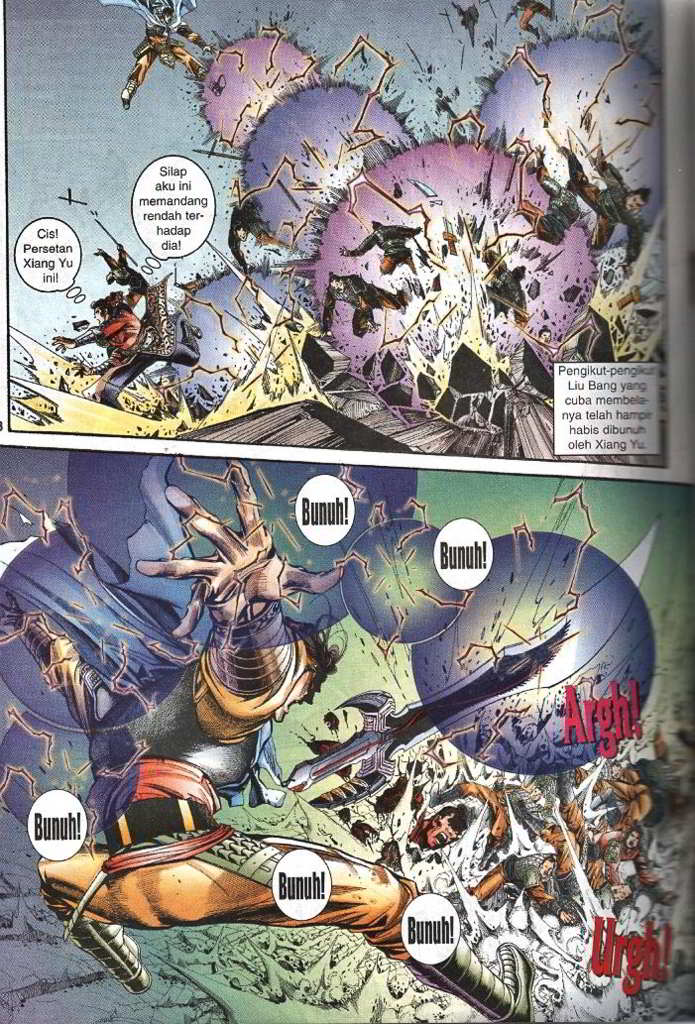 Cis!
Persetan
Xiang Yu
ini!
Silap
aku ini
memandang
rendah ter-
hadap
dia!
Pengikut-pengikut
Liu Bang yang
cuba membela-
nya telah hampir
habis dibunuh
oleh Xiang Yu.
Bunuh!
Bunuh!
Argh!
Bunuh!
Bunuh!
Bunuh!
Urgh!